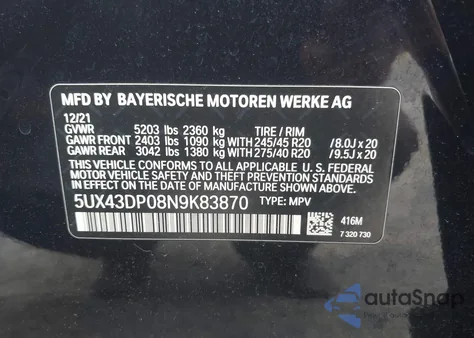 MFD BY BAYERISCHE MOTOREN WERKE AG
12/21
GVWR 5203 lbs 2360 kg TIRE / RIM
GAWR FRONT 2403 lbs 1090 kg WITH 245/45 R20 /8.0J x 20
GAWR REAR 3042 lbs 1380 kg WITH 275/40 R20 /9.5J x 20
THIS VEHICLE CONFORMS TO ALL APPLICABLE U.S. FEDERAL
MOTOR VEHICLE SAFETY, BUMPER, AND THEFT PREVENTION
STANDARDS IN EFFECT ON THE DATE OF MANUFACTURE SHOWN ABOVE.
5UX43DP08N9K83870 TYPE: MPV
416M
7 320 730
autoSnap